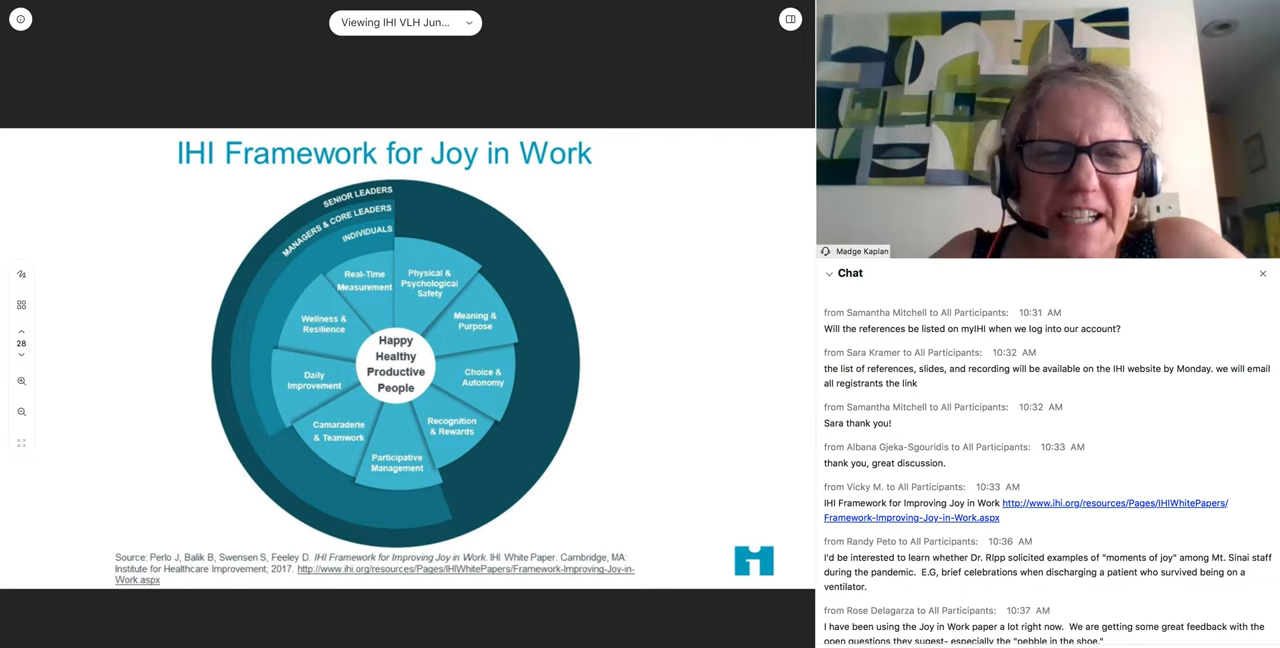 Viewing IHI VLH Jun...
IHI Framework for Joy in Work
SENIOR LEADERS
MANAGERS & CORE LEADERS
INDIVIDUALS
Real-Time
Measurement
Physical &
Psychological
Safety
Meaning &
Purpose
Choice &
Autonomy
Recognition
& Rewards
Participative
Management
Camaraderie
& Teamwork
Daily
Improvement
Wellness &
Resilience
Happy
Healthy
Productive
People
28
Source: Perlo J, Balik B, Swensen S, Feeley D. IHI Framework for Improving Joy in Work. IHI White Paper. Cambridge, MA:
Institute for Healthcare Improvement; 2017. http://www.ihi.org/resources/Pages/IHIWhitePapers/Framework-Improving-Joy-in-
Work.aspx
Madge Kaplan
Chat
from Samantha Mitchell to All Participants: 10:31 AM
Will the references be listed on myIHI when we log into our account?
from Sara Kramer to All Participants: 10:32 AM
the list of references, slides, and recording will be available on the IHI website by Monday. we will email
all registrants the link
from Samantha Mitchell to All Participants: 10:32 AM
Sara thank you!
from Albana Gjeka-Sgouridis to All Participants: 10:33 AM
thank you, great discussion.
from Vicky M. to All Participants: 10:33 AM
IHI Framework for Improving Joy in Work http://www.ihi.org/resources/Pages/IHIWhitePapers/
Framework-Improving-Joy-in-Work.aspx
from Randy Peto to All Participants: 10:36 AM
I'd be interested to learn whether Dr. RIpp solicited examples of "moments of joy" among Mt. Sinai staff
during the pandemic. E.G, brief celebrations when discharging a patient who survived being on a
ventilator.
from Rose Delagarza to All Participants: 10:37 AM
I have been using the Joy in Work paper a lot right now. We are getting some great feedback with the
open questions they sugest- especially the "pebble in the shoe."